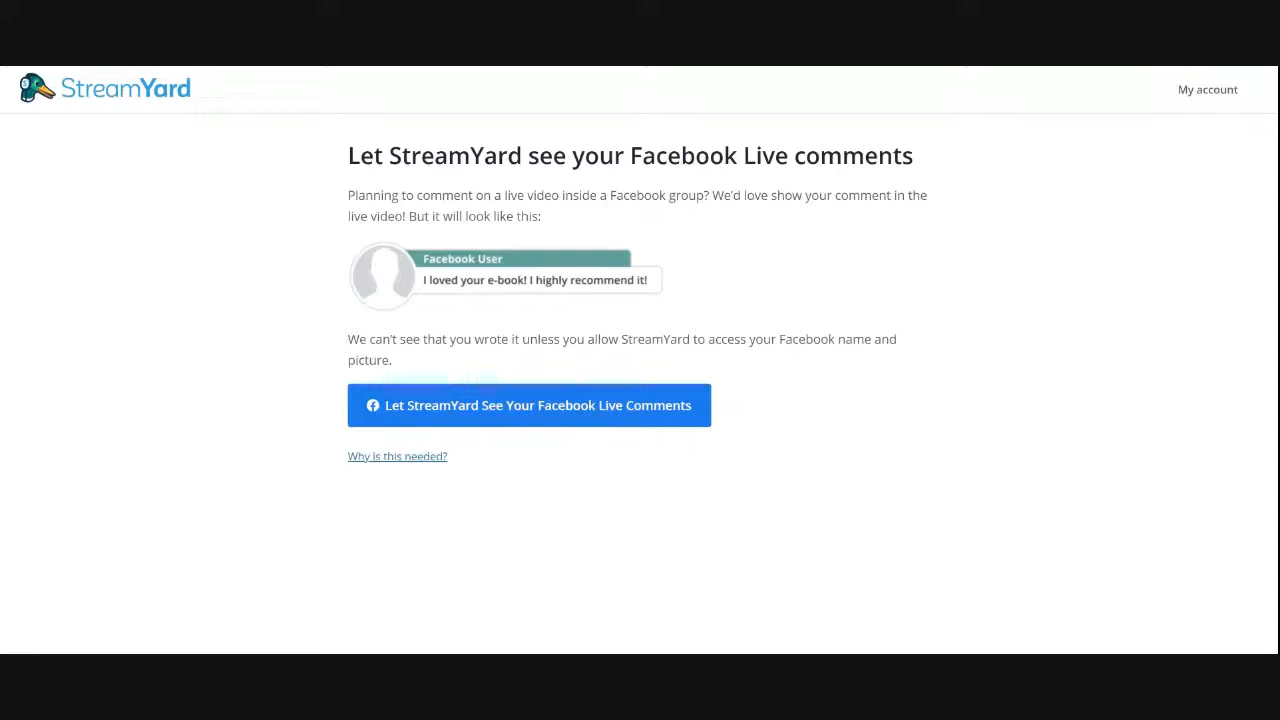 StreamYard
My account
Let StreamYard see your Facebook Live comments
Planning to comment on a live video inside a Facebook group? We'd love show your comment in the
live video! But it will look like this:
Facebook User
I loved your e-book! I highly recommend it!
We can't see that you wrote it unless you allow StreamYard to access your Facebook name and
picture.
Let StreamYard See Your Facebook Live Comments
Why is this needed?